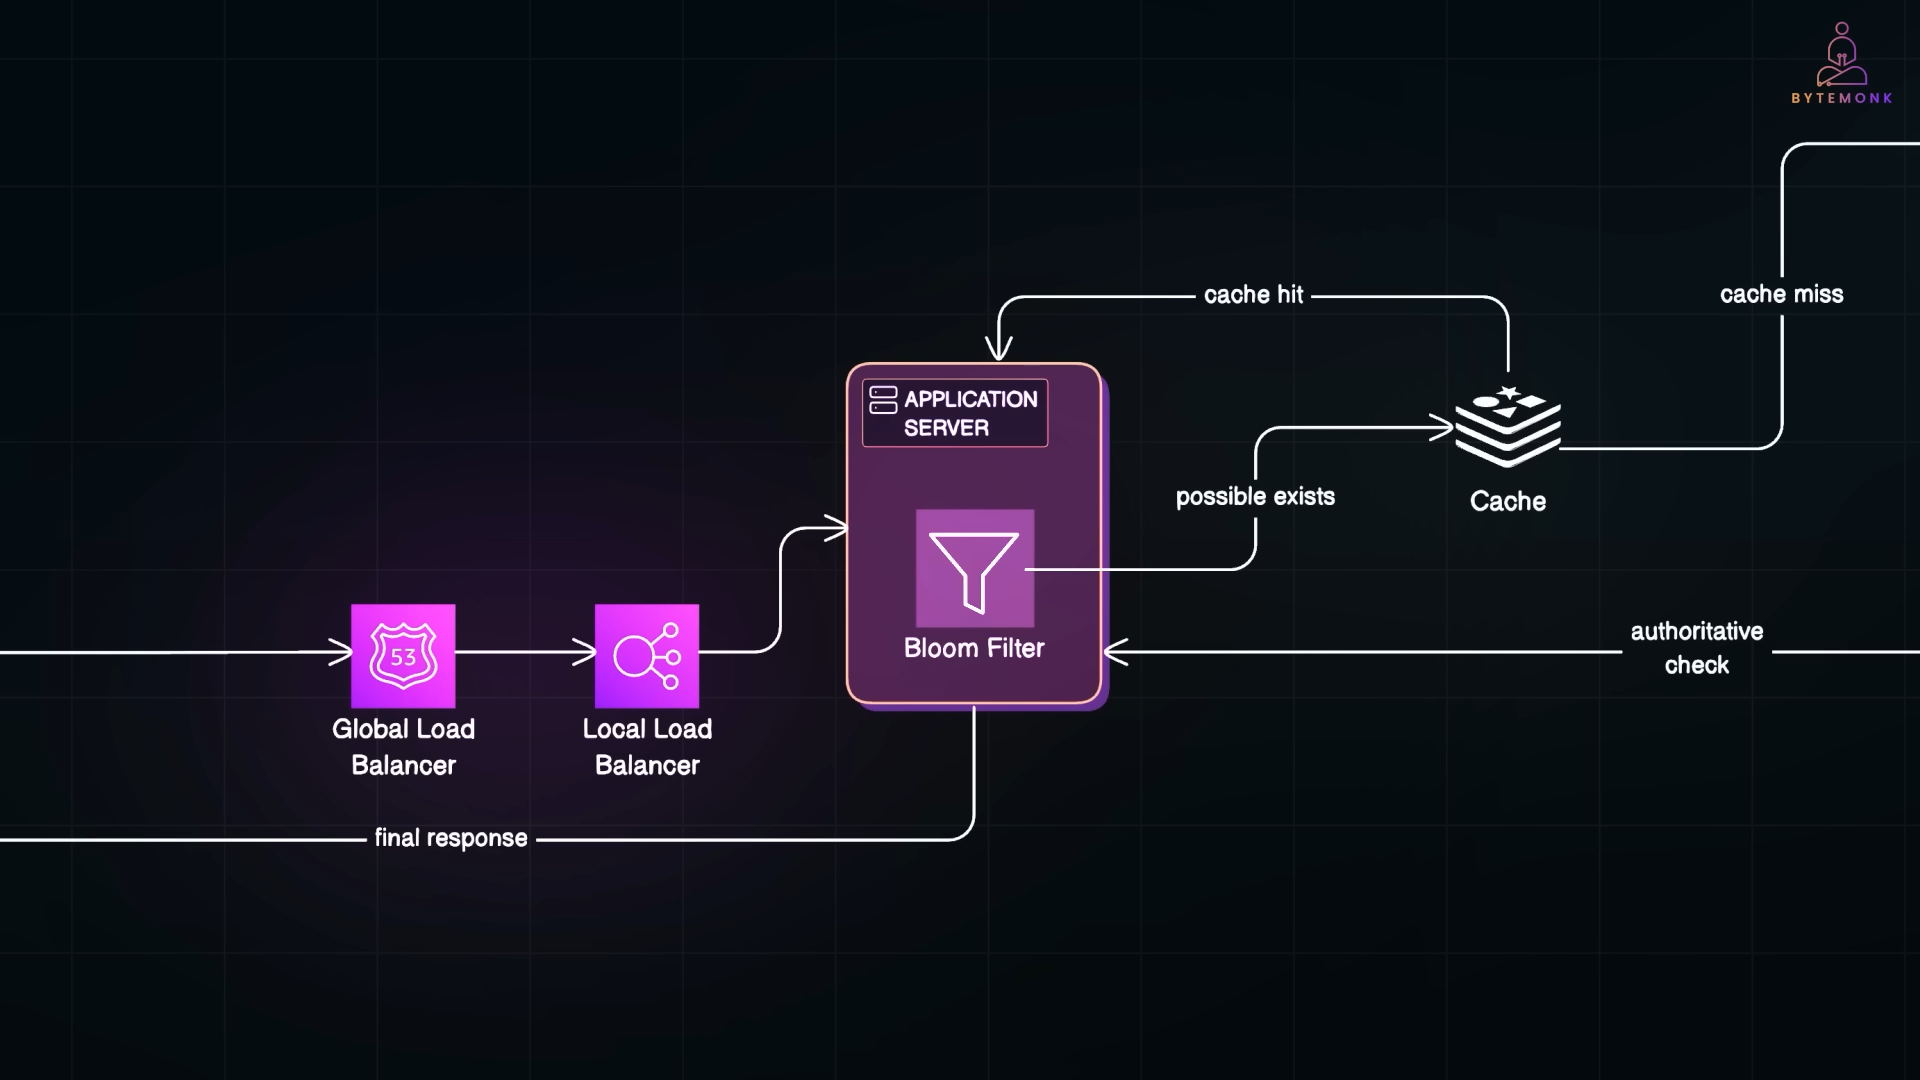 BYTEMONK
cache hit
cache miss
APPLICATION
SERVER
possible exists
Cache
Bloom Filter
authoritative
check
53
Global Load
Balancer
Local Load
Balancer
final response